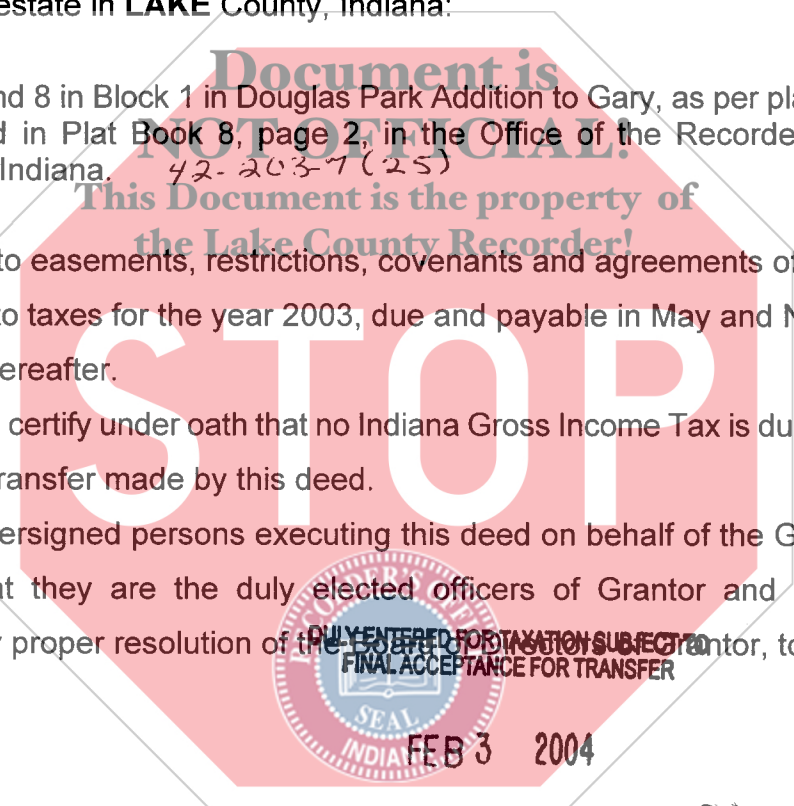 estate in LAKE County, Indiana:
Document is
nd 8 in Block 1 in Douglas Park Addition to Gary, as per pla
d in Plat Book 8, page 2, in the Office of the Recorde
NOT OFFICIAL!
Indiana. 42-203-7 (25)
This Document is the property of
the Lake County Recorder!
to easements, restrictions, covenants and agreements of
to taxes for the year 2003, due and payable in May and N
ereafter.
STOP
certify under oath that no Indiana Gross Income Tax is du
ransfer made by this deed.
ersigned persons executing this deed on behalf of the G
at they are the duly elected officers of Grantor and
y proper resolution of the Board of Directors of Grantor, to
DULY ENTERED FOR TAXATION SUBJECT TO
FINAL ACCEPTANCE FOR TRANSFER
RECORDER'S OFFI
SEAL
INDIANA
FEB 3 2004